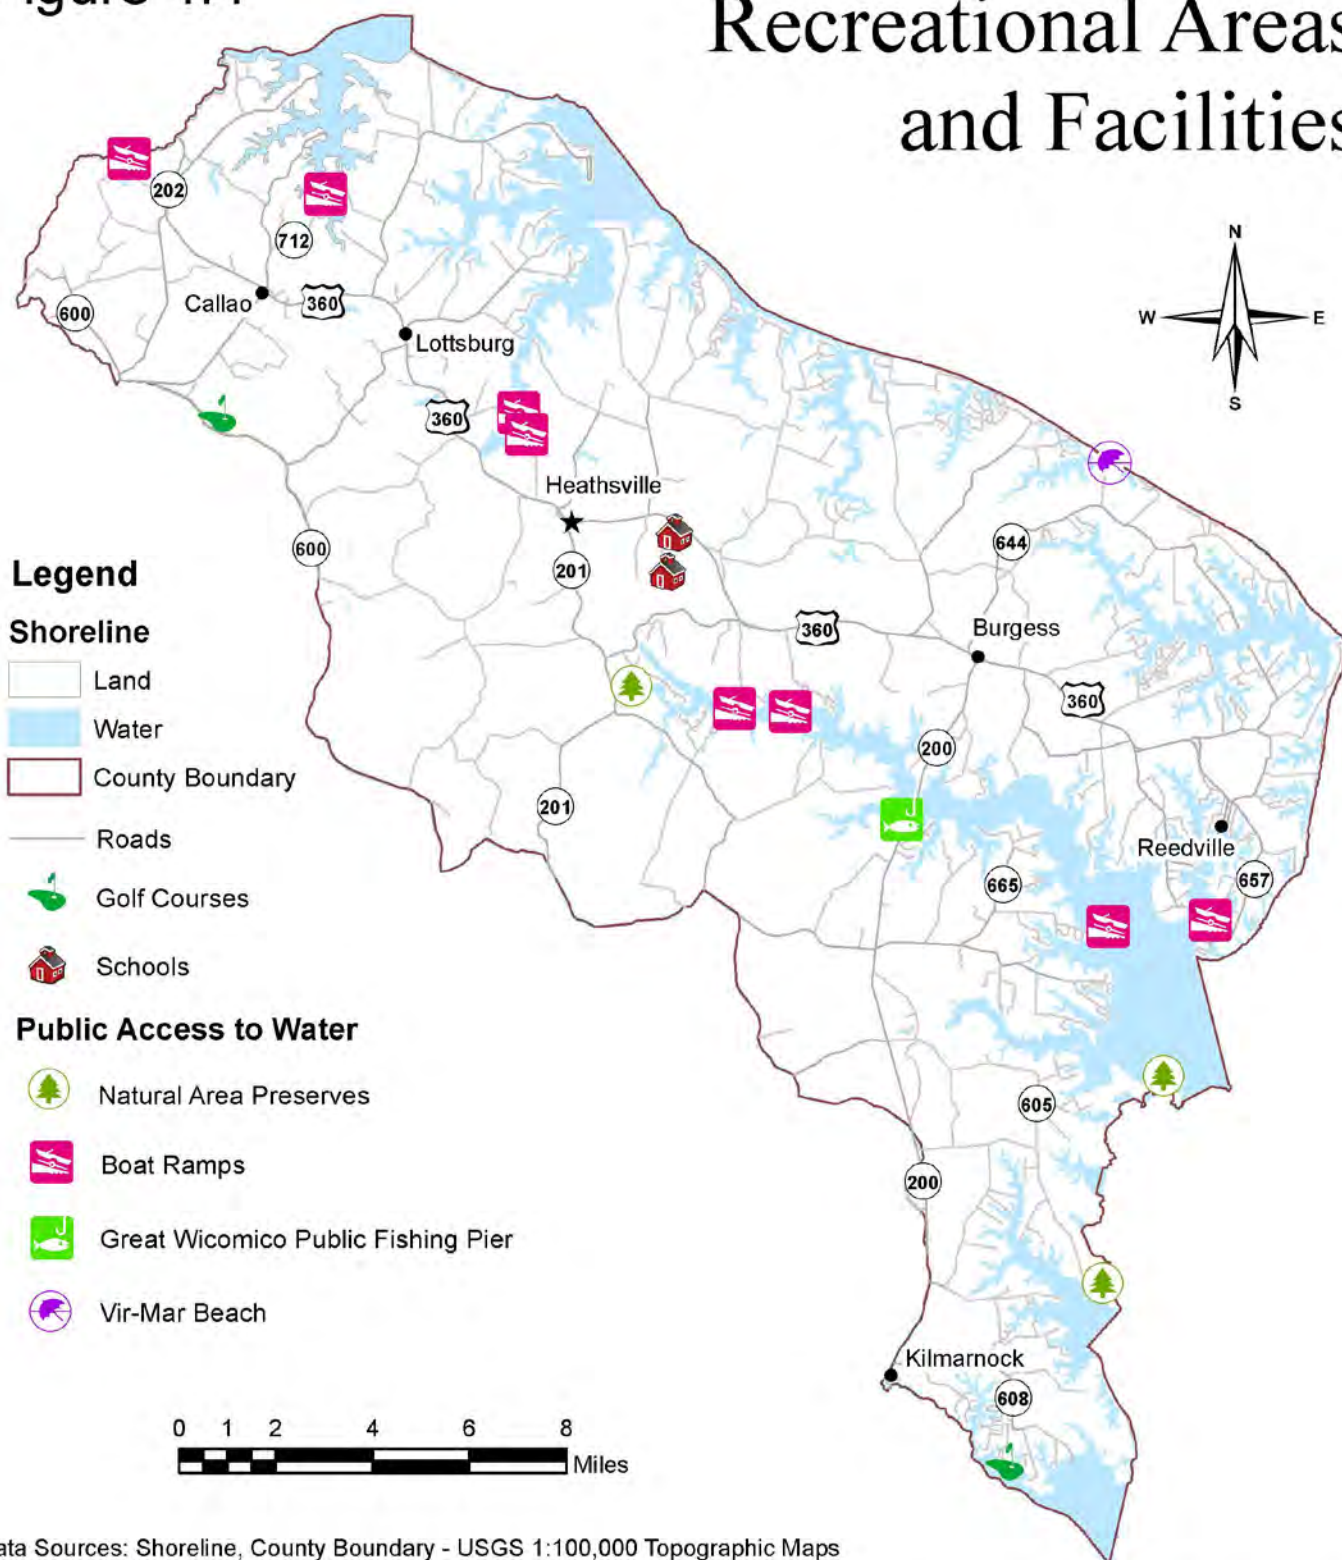 Recreational Areas
and Facilities
N
W
E
S
202
712
Callao
360
600
Lottsburg
360
Heathsville
600
201
644
360
Burgess
360
200
201
Reedville
665
657
605
200
Kilmarnock
608
Legend
Shoreline
Land
Water
County Boundary
Roads
Golf Courses
Schools
Public Access to Water
Natural Area Preserves
Boat Ramps
Great Wicomico Public Fishing Pier
Vir-Mar Beach
0 1 2 4 6 8
Miles
ata Sources: Shoreline, County Boundary - USGS 1:100,000 Topographic Maps